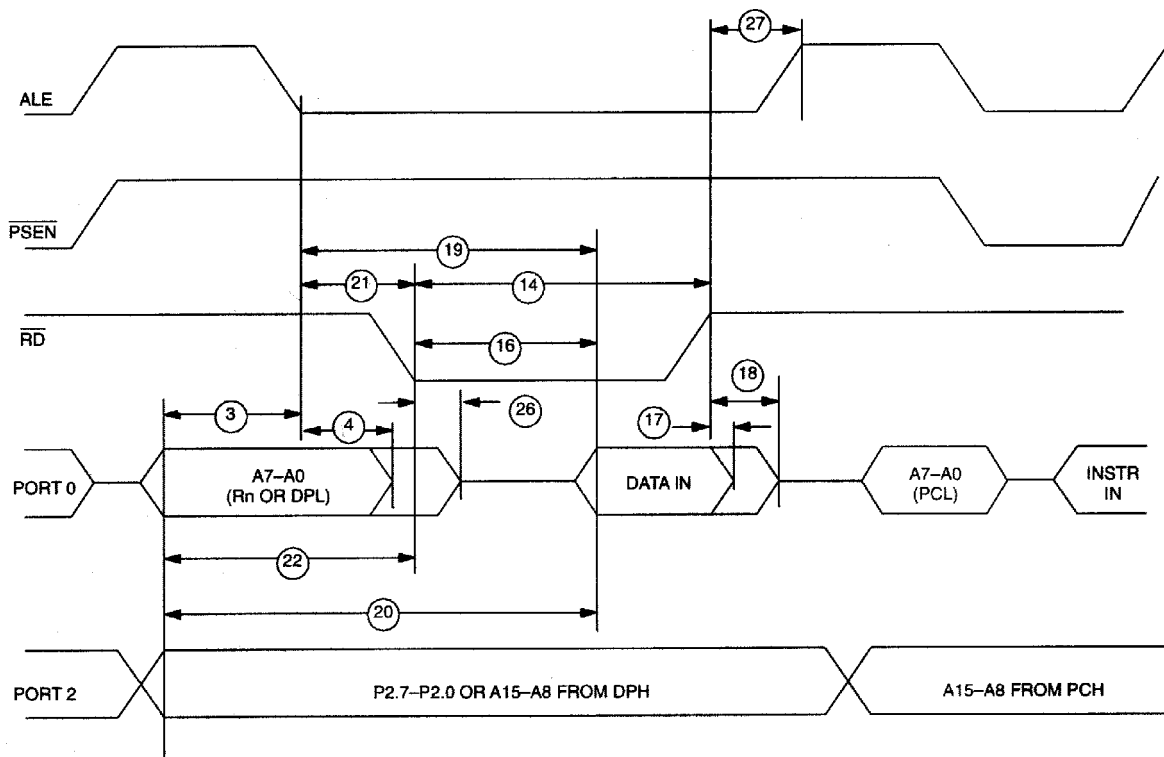 27
ALE
PSEN
19
21
14
RD
16
18
3
4
26
17
PORT 0
A7–A0
(Rn OR DPL)
DATA IN
A7–A0
(PCL)
INSTR
IN
22
20
PORT 2
P2.7–P2.0 OR A15–A8 FROM DPH
A15–A8 FROM PCH